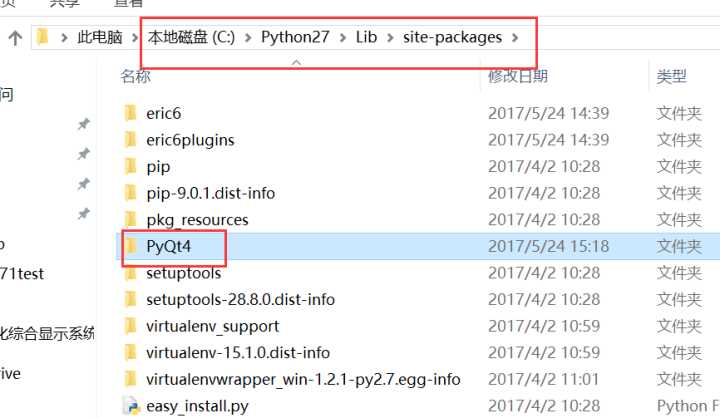 共享 查看
此电脑 本地磁盘 (C:) Python27 Lib site-packages
名称 修改日期 类型
问
eric6 2017/5/24 14:39 文件夹
eric6plugins 2017/5/24 14:39 文件夹
pip 2017/4/2 10:28 文件夹
pip-9.0.1.dist-info 2017/4/2 10:28 文件夹
pkg_resources 2017/4/2 10:28 文件夹
PyQt4 2017/5/24 15:18 文件夹
71test
setuptools 2017/4/2 10:28 文件夹
setuptools-28.8.0.dist-info 2017/4/2 10:28 文件夹
virtualenv_support 2017/4/2 10:59 文件夹
化综合显示系统
virtualenv-15.1.0.dist-info 2017/4/2 10:59 文件夹
rive
virtualenvwrapper_win-1.2.1-py2.7.egg-info 2017/4/2 11:01 文件夹
easy_install.py 2017/4/2 10:28 Python F